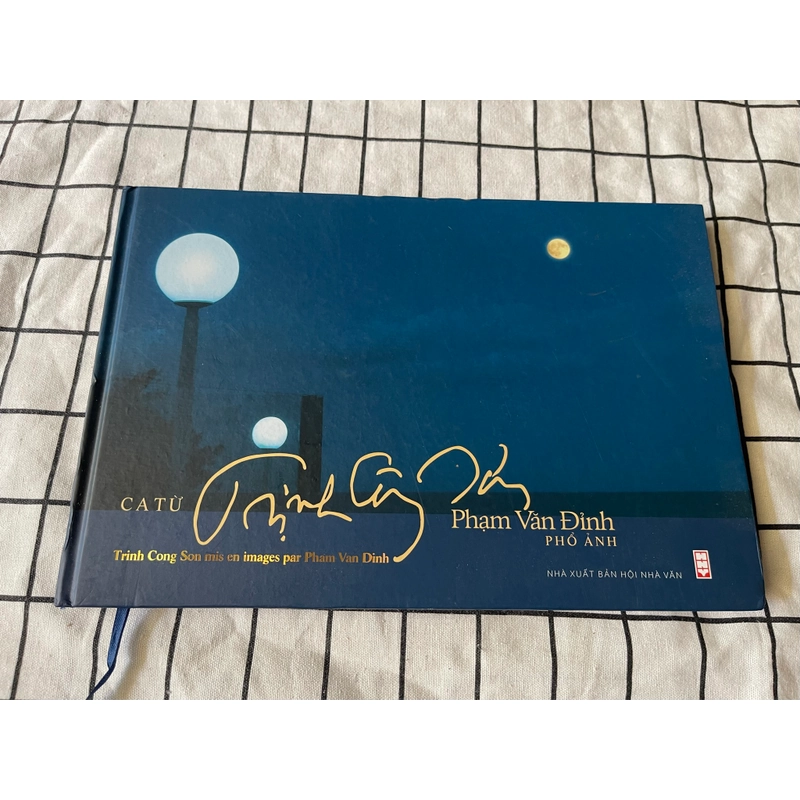 CA TỪ Trịnh Công Sơn
Phạm Văn Đỉnh
PHỔ ẢNH
Trinh Cong Son mis en images par Pham Van Dinh
NHÀ XUẤT BẢN HỘI NHÀ VĂN